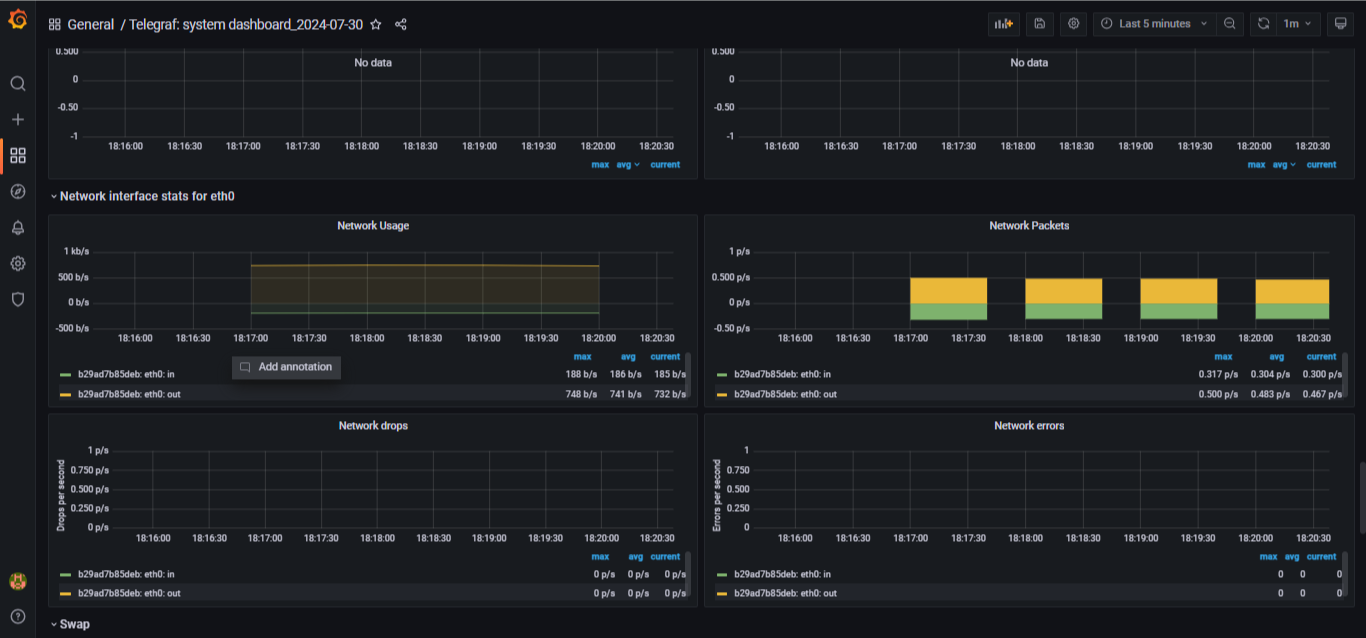 General / Telegraf: system dashboard_2024-07-30
Last 5 minutes
1m
0.500
0
-0.50
-1
No data
18:16:00 18:16:30 18:17:00 18:17:30 18:18:00 18:18:30 18:19:00 18:19:30 18:20:00 18:20:30
max avg current
0.500
0
-0.50
-1
No data
18:16:00 18:16:30 18:17:00 18:17:30 18:18:00 18:18:30 18:19:00 18:19:30 18:20:00 18:20:30
max avg current
Network interface stats for eth0
Network Usage
1 kb/s
500 b/s
0 b/s
-500 b/s
18:16:00 18:16:30 18:17:00 18:17:30 18:18:00 18:18:30 18:19:00 18:19:30 18:20:00 18:20:30
max avg current
Add annotation
b29ad7b85deb: eth0: in 188 b/s 186 b/s 185 b/s
b29ad7b85deb: eth0: out 748 b/s 741 b/s 732 b/s
Network Packets
1 p/s
0.500 p/s
0 p/s
-0.50 p/s
18:16:00 18:16:30 18:17:00 18:17:30 18:18:00 18:18:30 18:19:00 18:19:30 18:20:00 18:20:30
max avg current
b29ad7b85deb: eth0: in 0.317 p/s 0.304 p/s 0.300 p/s
b29ad7b85deb: eth0: out 0.500 p/s 0.483 p/s 0.467 p/s
Network drops
Drops per second
1 p/s
0.750 p/s
0.500 p/s
0.250 p/s
0 p/s
18:16:00 18:16:30 18:17:00 18:17:30 18:18:00 18:18:30 18:19:00 18:19:30 18:20:00 18:20:30
max avg current
b29ad7b85deb: eth0: in 0 p/s 0 p/s 0 p/s
b29ad7b85deb: eth0: out 0 p/s 0 p/s 0 p/s
Network errors
Errors per second
1
0.750
0.500
0.250
0
18:16:00 18:16:30 18:17:00 18:17:30 18:18:00 18:18:30 18:19:00 18:19:30 18:20:00 18:20:30
max avg current
b29ad7b85deb: eth0: in 0 0 0
b29ad7b85deb: eth0: out 0 0 0
Swap